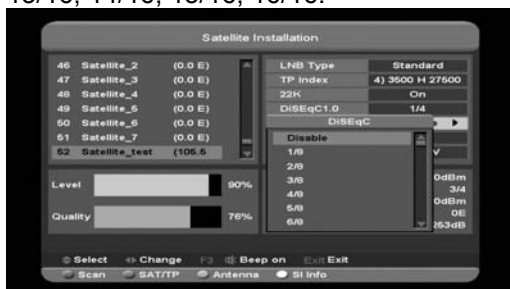 Satellite Installation
46 Satellite_2 (0.0 E)
47 Satellite_3 (0.0 E)
48 Satellite_4 (0.0 E)
49 Satellite_5 (0.0 E)
50 Satellite_6 (0.0 E)
51 Satellite_7 (0.0 E)
52 Satellite_test (106.5
LNB Type Standard
TP Index 4) 3500 H 27500
22K On
DiSEqC1.0 1/4
DiSEqC
Disable
1/8
2/8
3/8
4/8
5/8
6/8
V
0dBm
3/4
0dBm
0E
253dB
Level 90%
Quality 76%
Select Change F3 Beep on Exit Exit
Scan SAT/TP Antenna SI Info